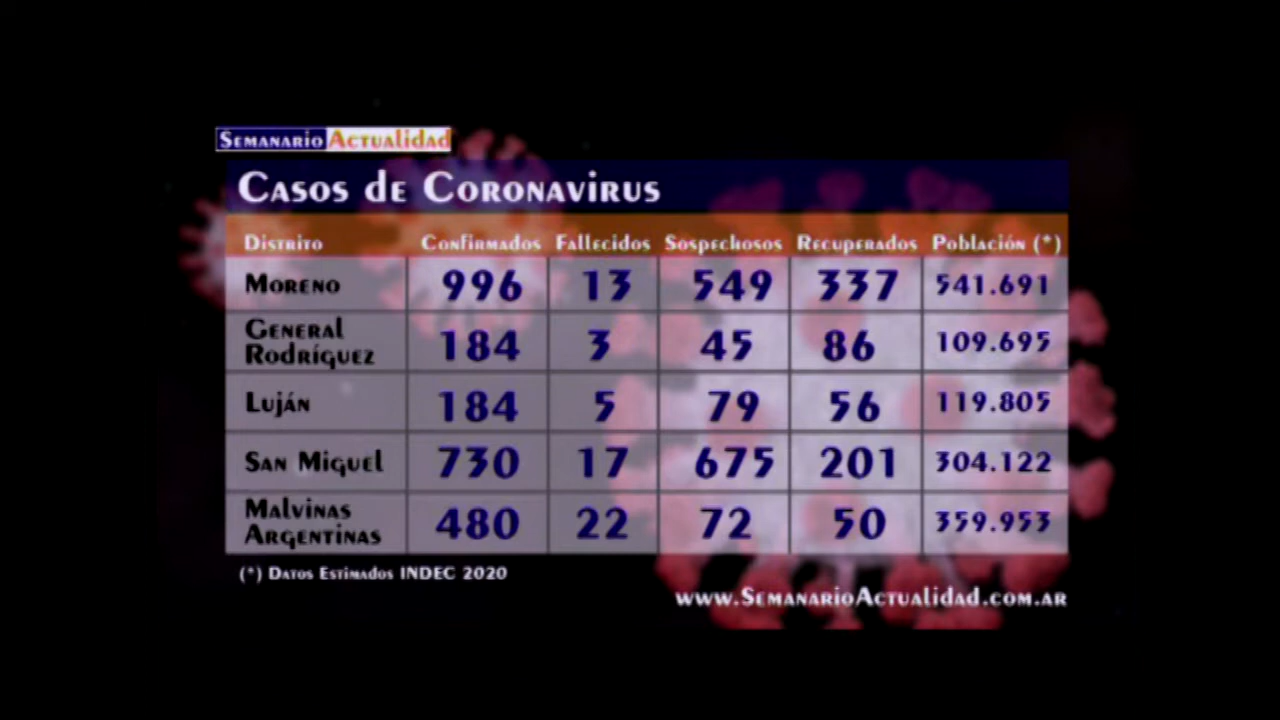 Semanario Actualidad
Casos de Coronavirus
Distrito Confirmados Fallecidos Sospechosos Recuperados Población (*)
Moreno 996 13 549 337 541.691
General
Rodríguez 184 3 45 86 109.695
Luján 184 5 79 56 119.805
San Miguel 730 17 675 201 304.122
Malvinas
Argentinas 480 22 72 50 359.953
(*) Datos Estimados INDEC 2020
www.SemanarioActualidad.com.ar